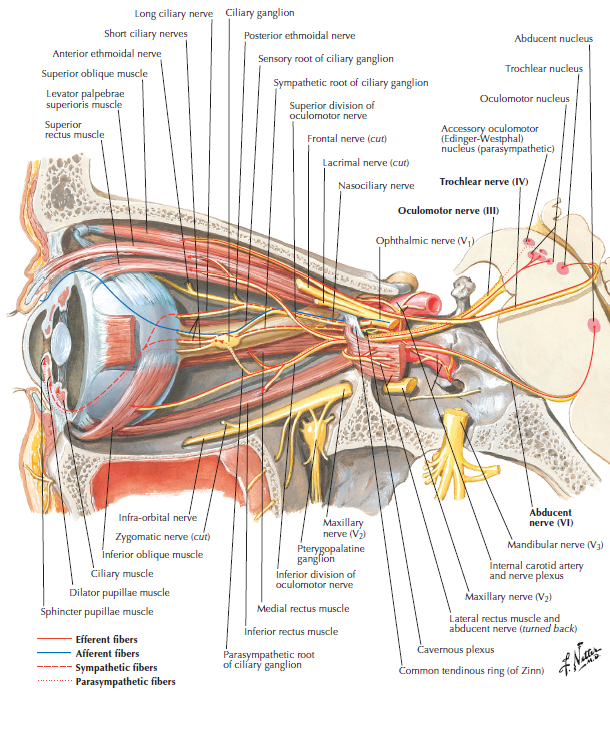 Long ciliary nerve
Ciliary ganglion
Short ciliary nerves
Posterior ethmoidal nerve
Abducent nucleus
Anterior ethmoidal nerve
Sensory root of ciliary ganglion
Trochlear nucleus
Superior oblique muscle
Sympathetic root of ciliary ganglion
Levator palpebrae
superioris muscle
Superior division of
oculomotor nerve
Oculomotor nucleus
Superior
rectus muscle
Frontal nerve (cut)
Accessory oculomotor
(Edinger-Westphal)
nucleus (parasympathetic)
Lacrimal nerve (cut)
Nasociliary nerve
Trochlear nerve (IV)
Oculomotor nerve (III)
Ophthalmic nerve (V1)
Infra-orbital nerve
Zygomatic nerve (cut)
Inferior oblique muscle
Ciliary muscle
Dilator pupillae muscle
Sphincter pupillae muscle
Maxillary
nerve (V2)
Pterygopalatine
ganglion
Inferior division of
oculomotor nerve
Medial rectus muscle
Inferior rectus muscle
Parasympathetic root
of ciliary ganglion
Abducent
nerve (VI)
Mandibular nerve (V3)
Internal carotid artery
and nerve plexus
Maxillary nerve (V2)
Lateral rectus muscle and
abducent nerve (turned back)
Cavernous plexus
Common tendinous ring (of Zinn)
Efferent fibers
Afferent fibers
Sympathetic fibers
Parasympathetic fibers
F. Netter
M.D.